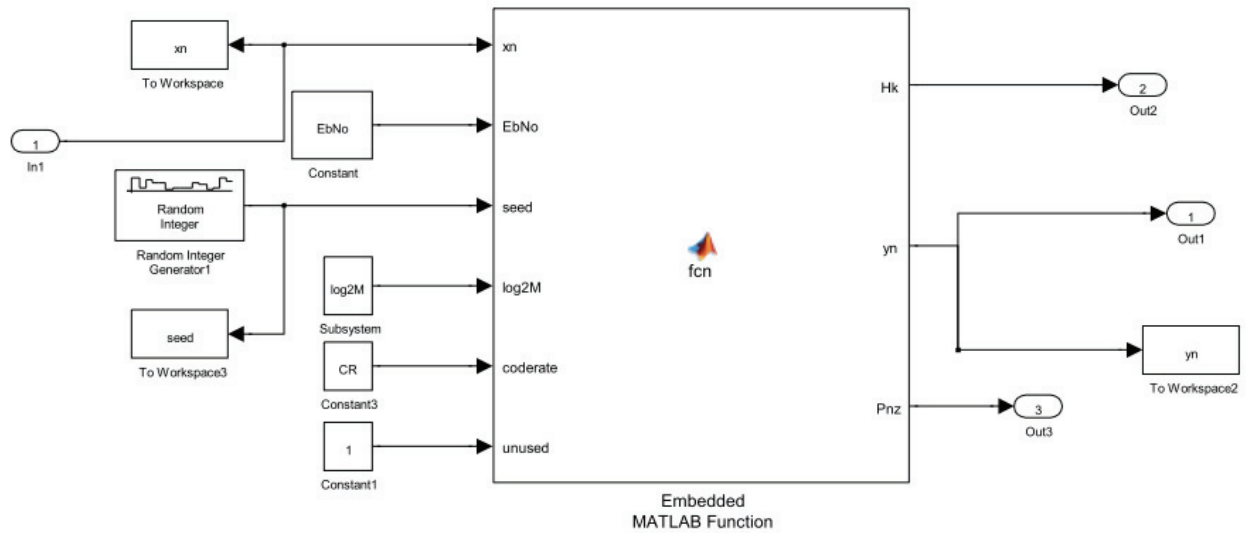 xn
To Workspace
1
In1
EbNo
Constant
Random
Integer
Random Integer
Generator1
seed
To Workspace3
log2M
Subsystem
CR
Constant3
1
Constant1
xn
EbNo
seed
log2M
coderate
unused
fcn
Hk
yn
Pnz
Embedded
MATLAB Function
2
Out2
1
Out1
yn
To Workspace2
3
Out3